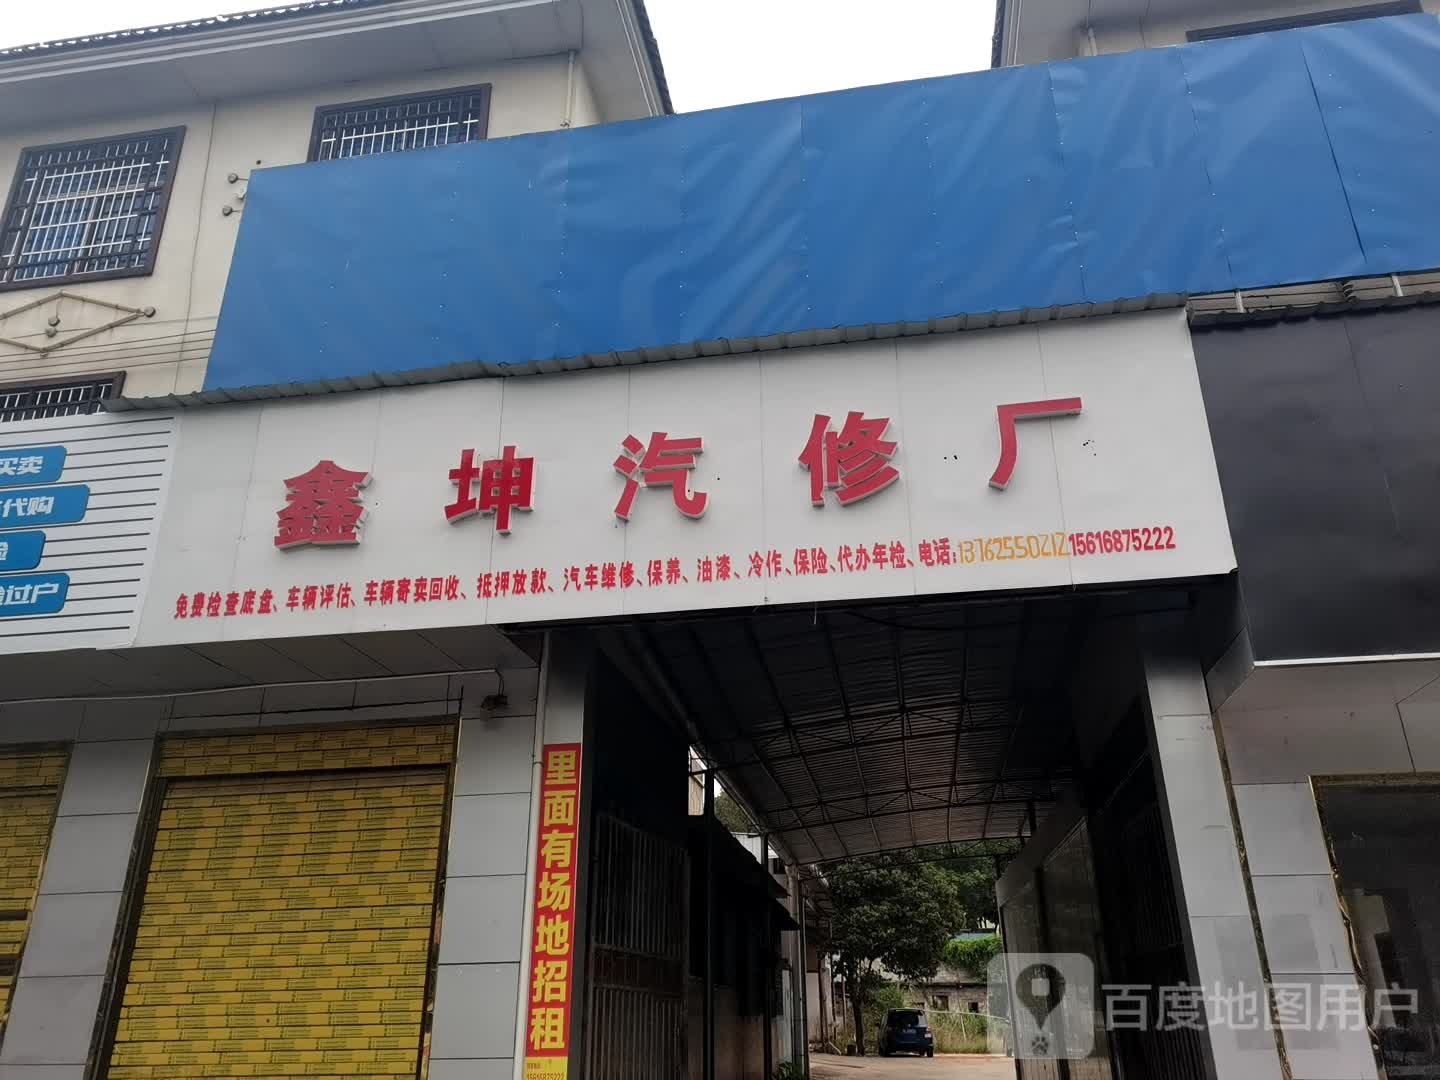 鑫坤汽修厂
免费检查底盘、车辆评估、车辆寄卖回收、抵押放款、汽车维修、保养、油漆、冷作、保险、代办年检、电话:13762550212 15616875222
买卖
代购
险
过户
里面有场地招租
15616875222
百度地图用户